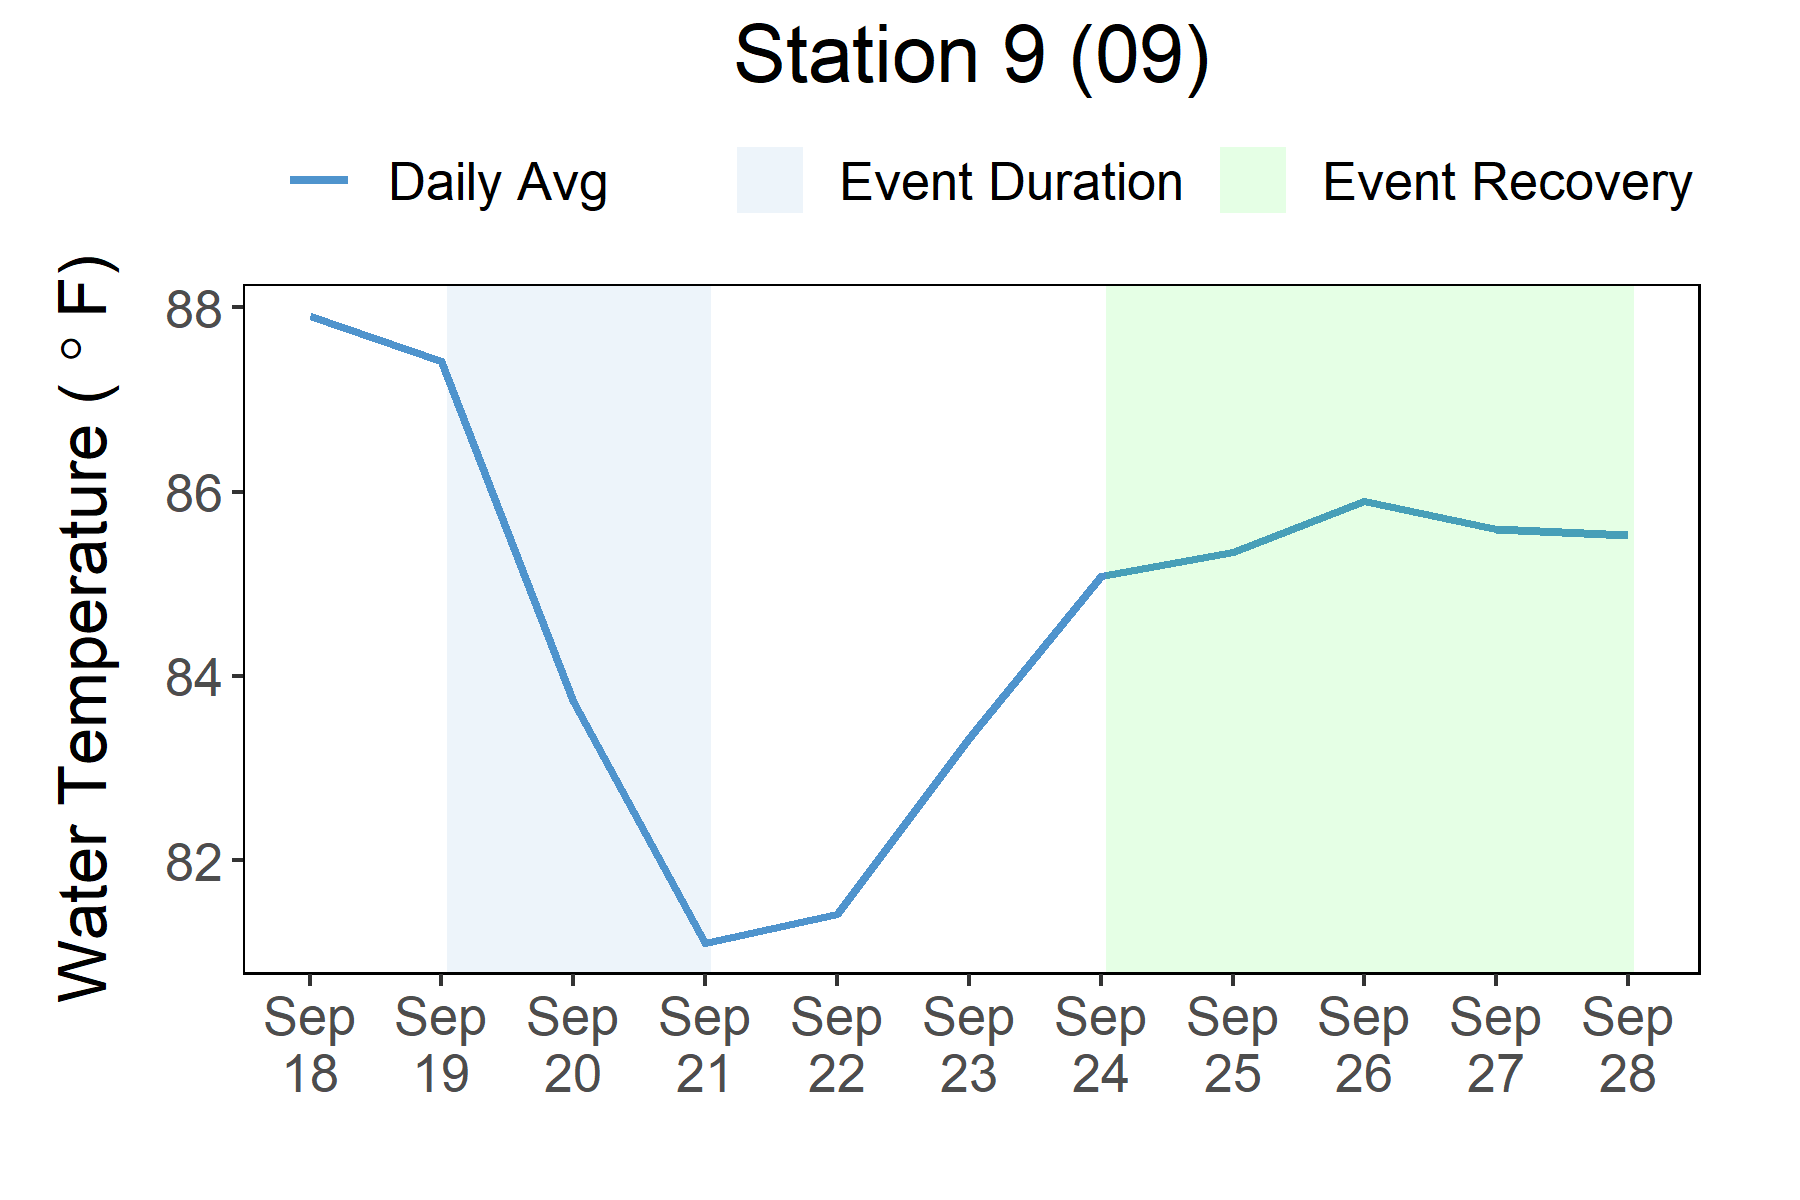 Station 9 (09)
Daily Avg Event Duration Event Recovery
Water Temperature ( ° F)
88
86
84
82
Sep Sep Sep Sep Sep Sep Sep Sep Sep Sep Sep
18 19 20 21 22 23 24 25 26 27 28